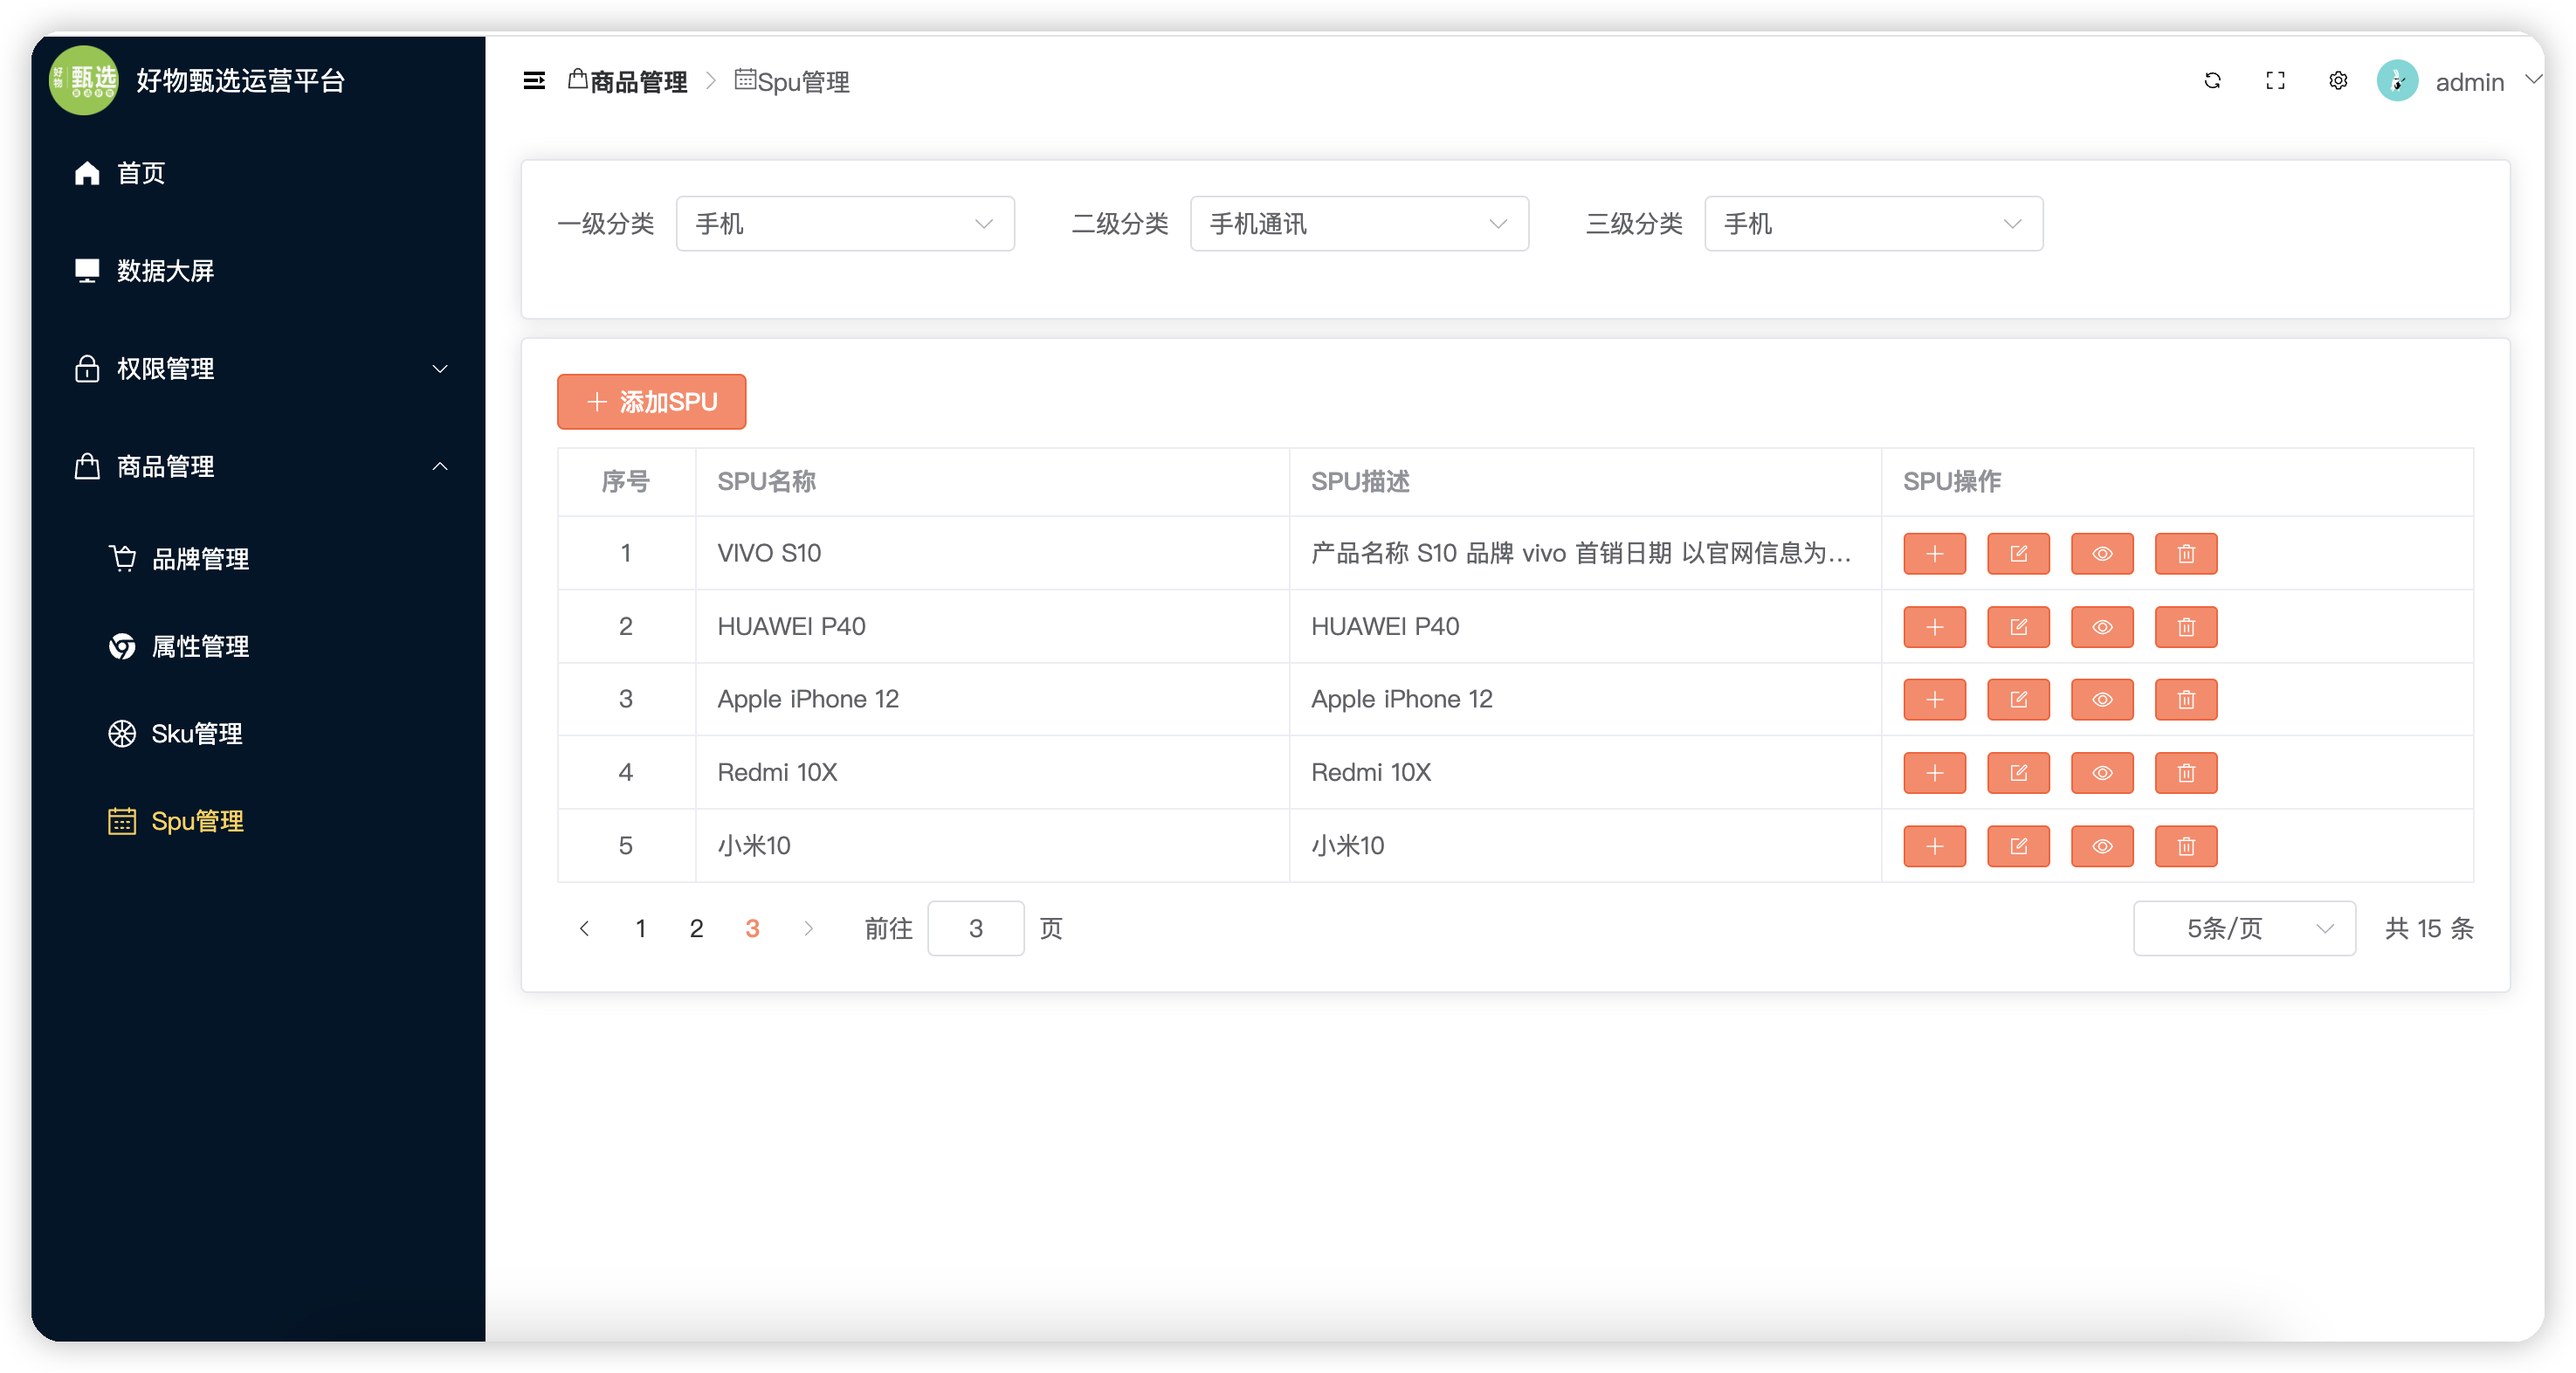 好物 甄选
好物甄选运营平台
首页
数据大屏
权限管理
商品管理
品牌管理
属性管理
Sku管理
Spu管理
商品管理 Spu管理
admin
一级分类 手机 二级分类 手机通讯 三级分类 手机
添加SPU
序号 SPU名称 SPU描述 SPU操作
1 VIVO S10 产品名称 S10 品牌 vivo 首销日期 以官网信息为...
2 HUAWEI P40 HUAWEI P40
3 Apple iPhone 12 Apple iPhone 12
4 Redmi 10X Redmi 10X
5 小米10 小米10
1 2 3 前往 3 页 5条/页 共 15 条